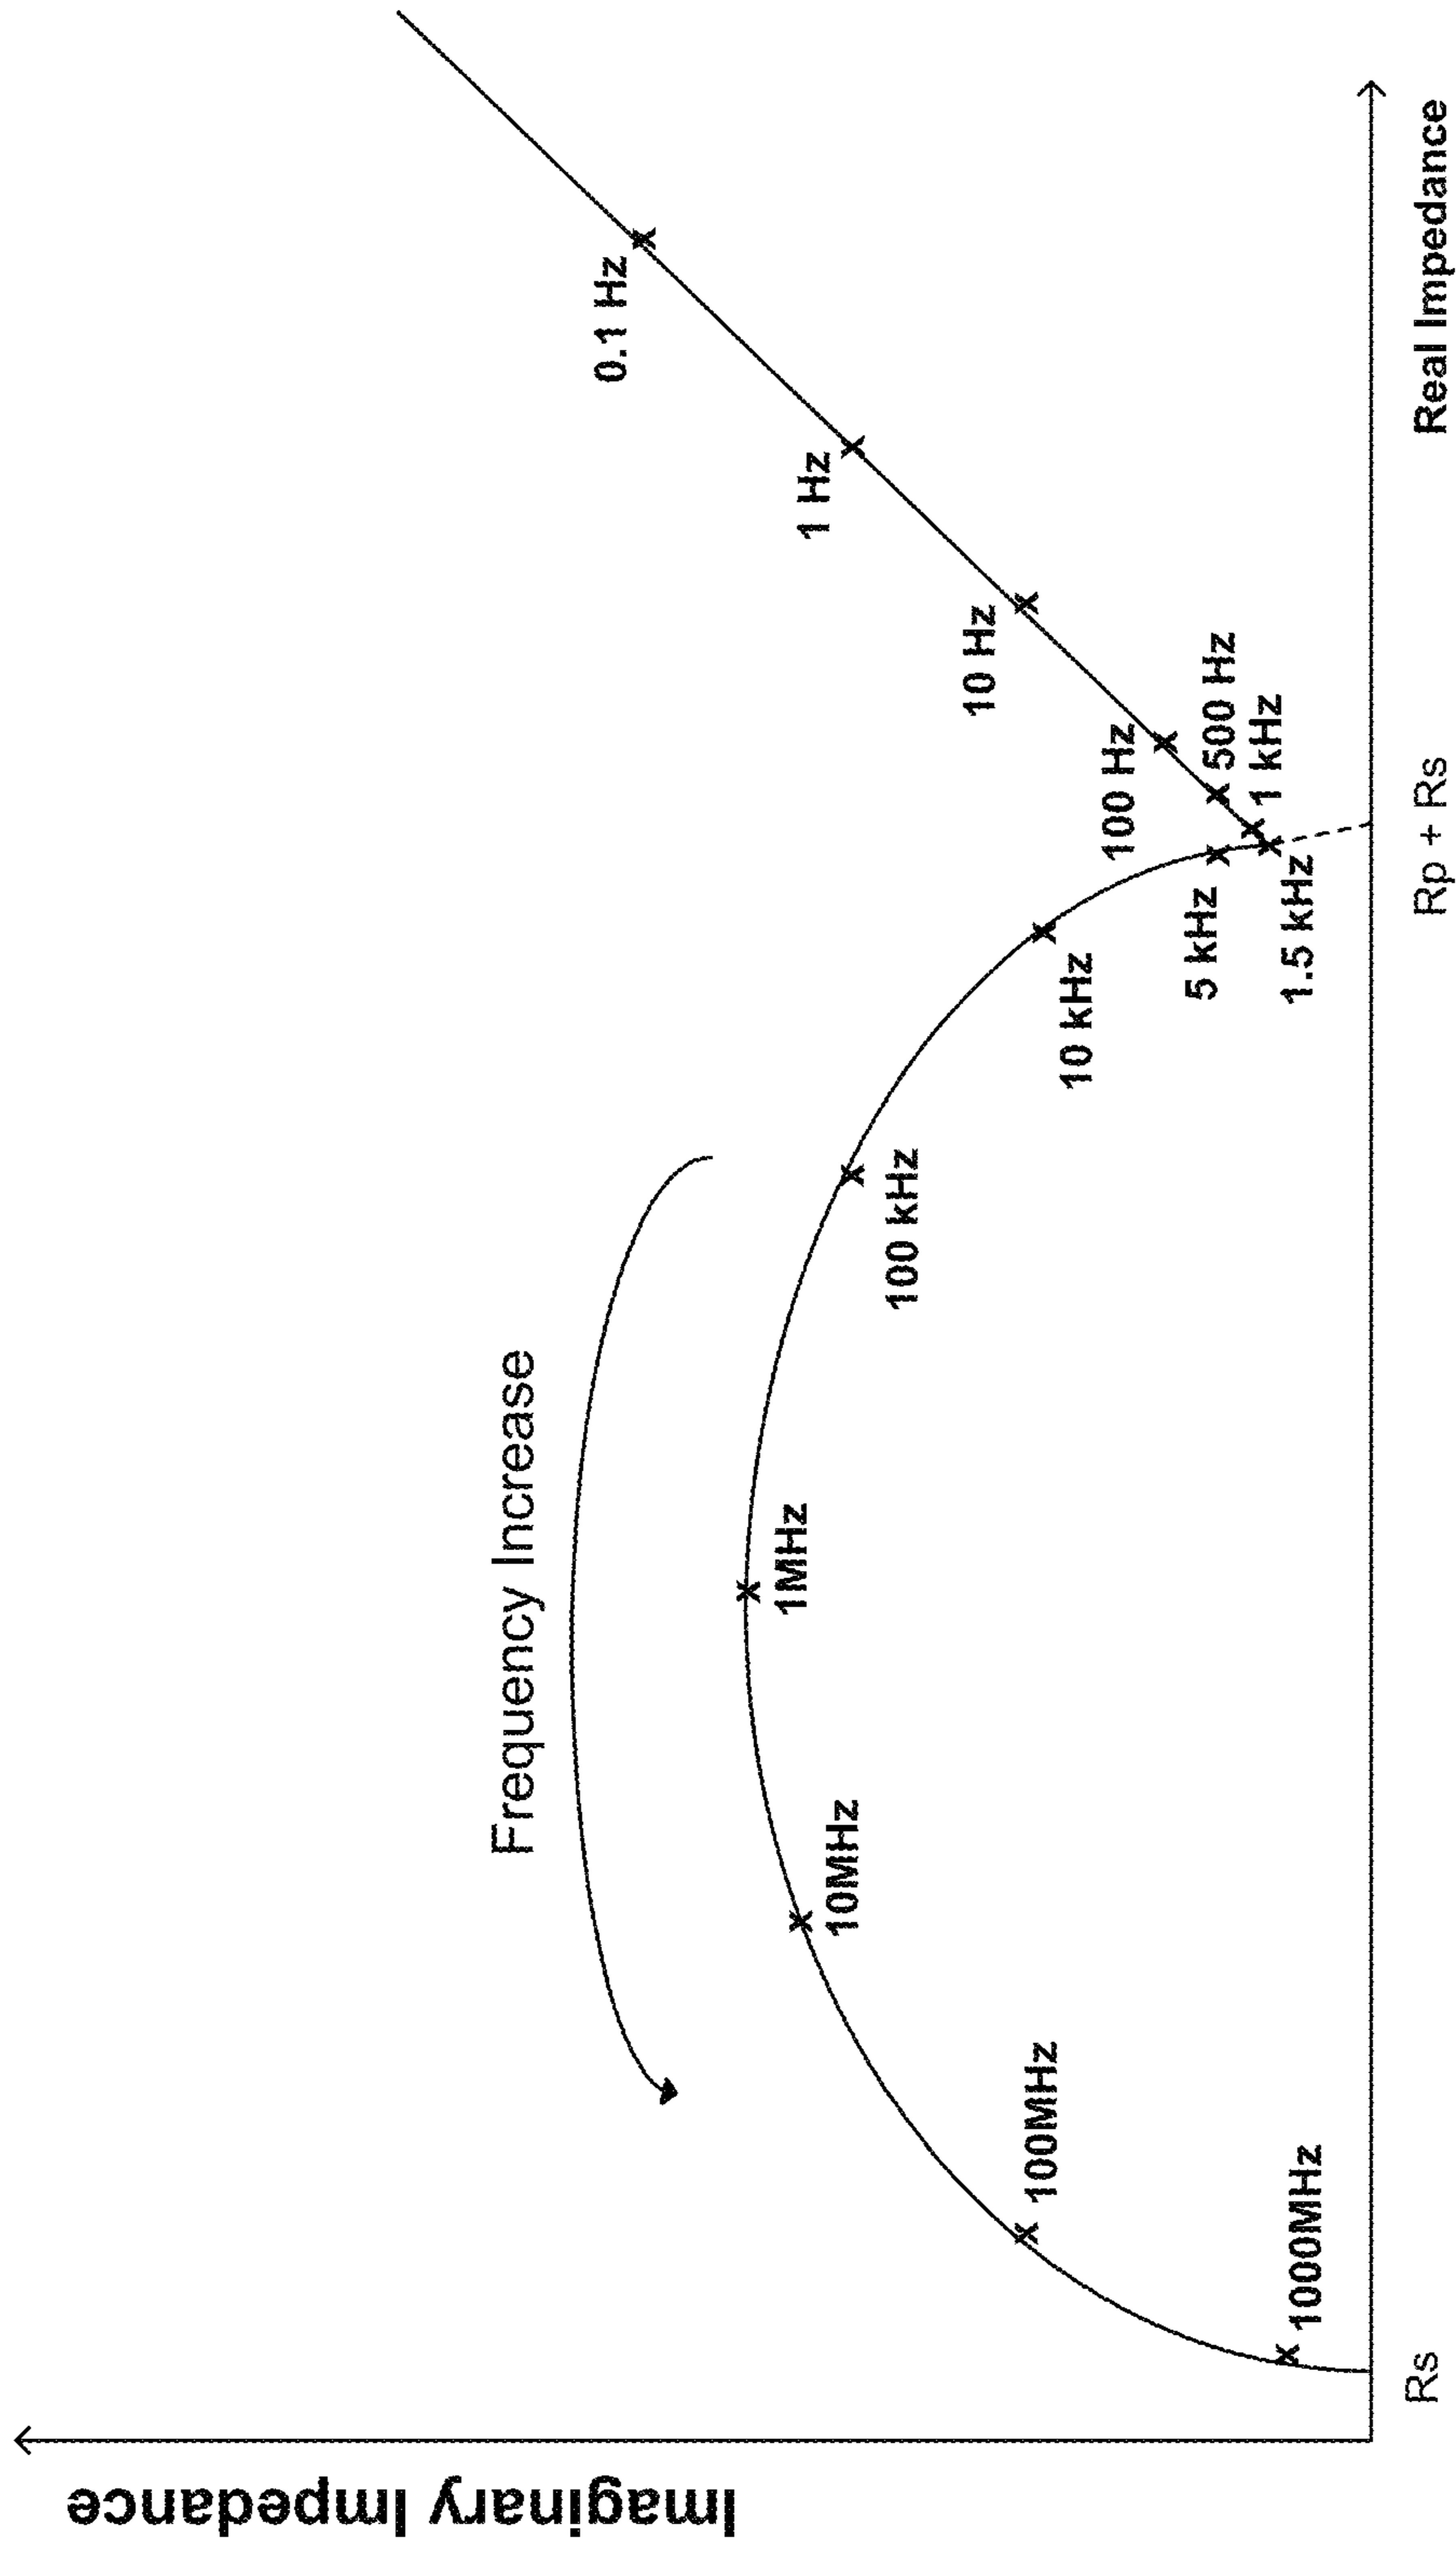 Imaginary Impedance
Frequency Increase
0.1 Hz
1 Hz
10 Hz
100 Hz
500 Hz
1 kHz
1.5 kHz
5 kHz
10 kHz
100 kHz
1MHz
10MHz
100MHz
1000MHz
Rs
Rp + Rs
Real Impedance